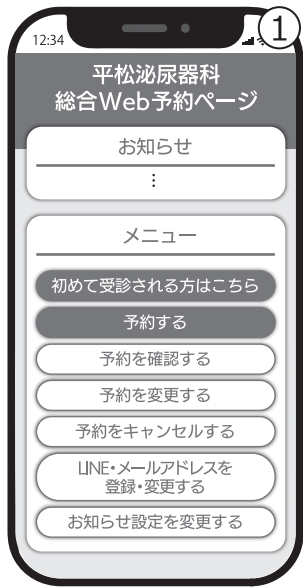 ①
12:34
平松泌尿器科
総合Web予約ページ
お知らせ
⋮
メニュー
初めて受診される方はこちら
予約する
予約を確認する
予約を変更する
予約をキャンセルする
LINE・メールアドレスを
登録・変更する
お知らせ設定を変更する